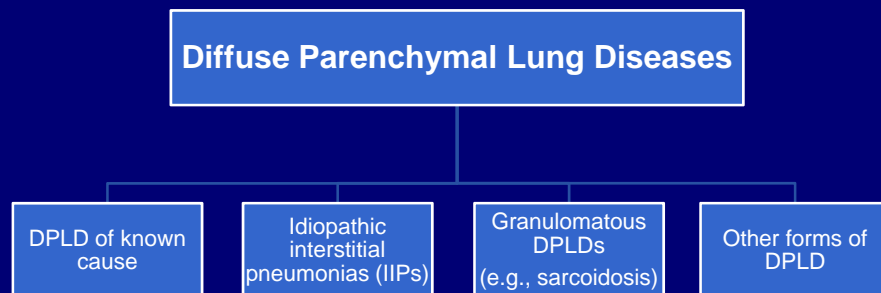 Diffuse Parenchymal Lung Diseases
DPLD of known
cause
Idiopathic
interstitial
pneumonias (IIPs)
Granulomatous
DPLDs
(e.g., sarcoidosis)
Other forms of
DPLD